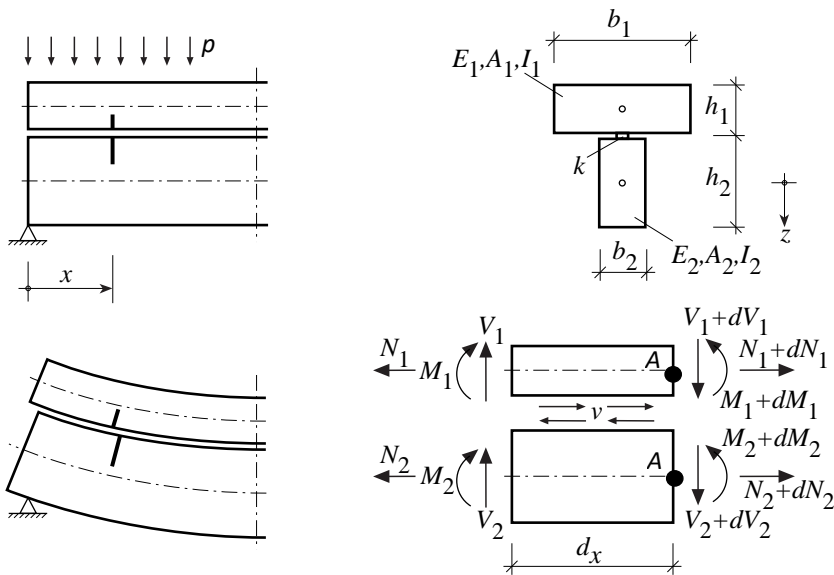 p
x
b₁
E₁,A₁,I₁
h₁
k
h₂
z
b₂
E₂,A₂,I₂
V₁
N₁
M₁
A
V₁+dV₁
N₁+dN₁
M₁+dM₁
v
N₂
M₂
V₂
A
M₂+dM₂
N₂+dN₂
V₂+dV₂
dₓ